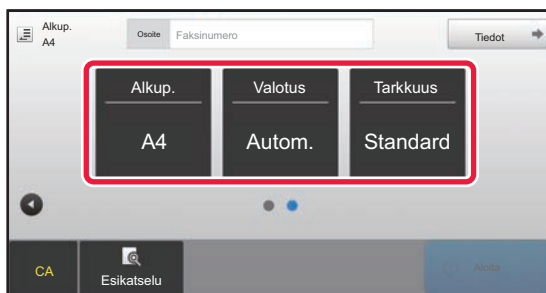 Alkup.
A4
Osoite
Faksinumero
Tiedot
Alkup.
Valotus
Tarkkuus
A4
Autom.
Standard
CA
Esikatselu
Aloita